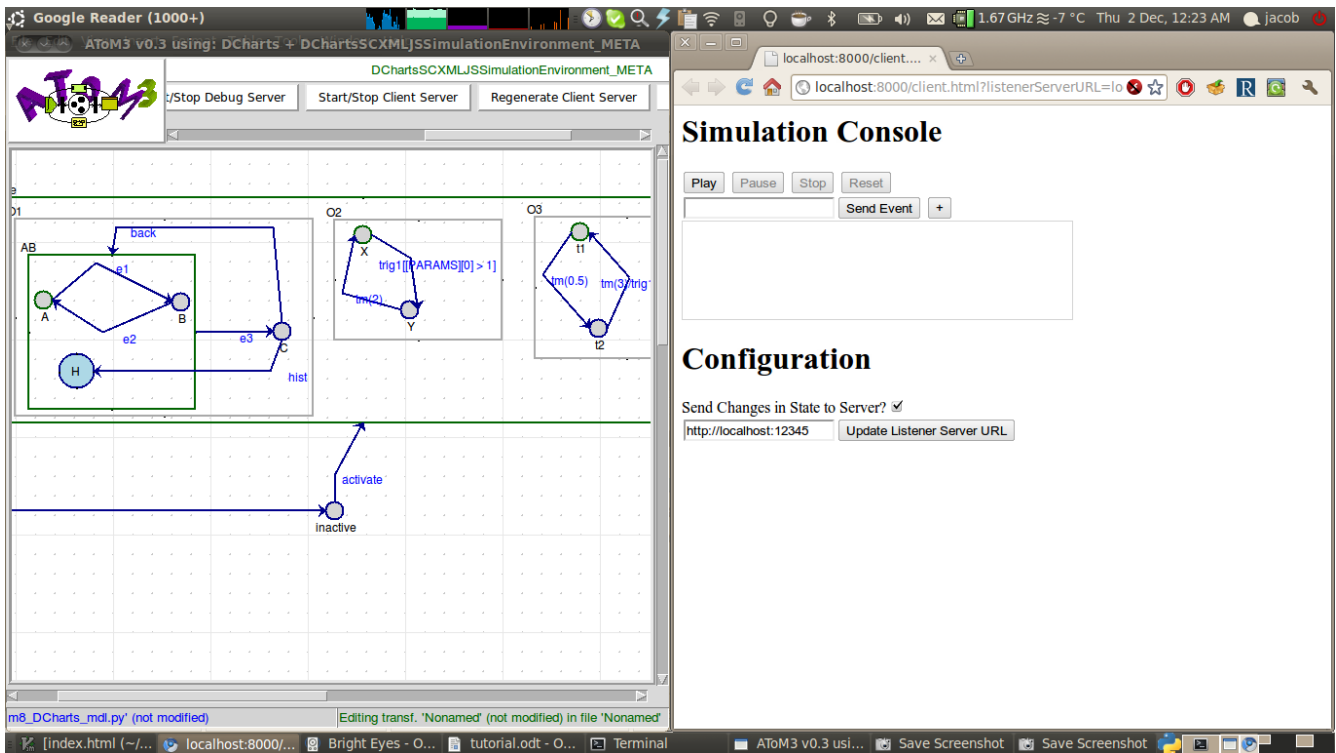 Google Reader (1000+)
1.67 GHz ≈ -7 °C Thu 2 Dec, 12:23 AM jacob
AToM3 v0.3 using: DCharts + DChartsSCXMLJSSimulationEnvironment_META
localhost:8000/client....
DChartsSCXMLJSSimulationEnvironment_META
:/Stop Debug Server
Start/Stop Client Server
Regenerate Client Server
localhost:8000/client.html?listenerServerURL=lo
Simulation Console
Play
Pause
Stop
Reset
Send Event
+
e
O1
O2
O3
back
AB
e1
A
B
e2
e3
C
H
hist
X
trig1[[PARAMS][0] > 1]
tm(2)
Y
t1
tm(0.5)
tm(3)/trig
t2
Configuration
Send Changes in State to Server?
http://localhost:12345
Update Listener Server URL
activate
inactive
m8_DCharts_mdl.py' (not modified)
Editing transf. 'Nonamed' (not modified) in file 'Nonamed'
[index.html (~/...
localhost:8000/...
Bright Eyes - O...
tutorial.odt - O...
Terminal
AToM3 v0.3 usi...
Save Screenshot
Save Screenshot